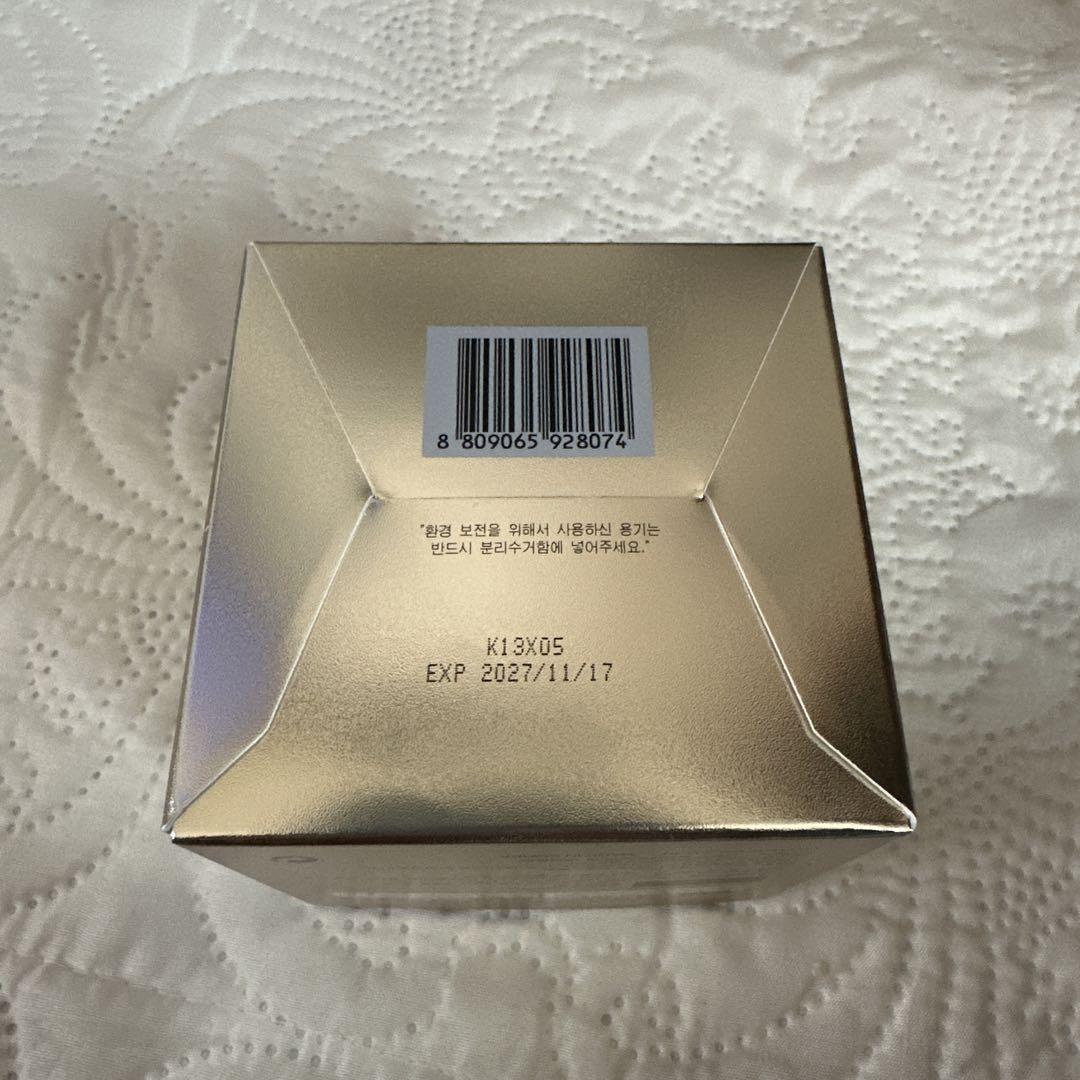 8 809065 928074
"환경 보전을 위해서 사용하신 용기는
반드시 분리수거함에 넣어주세요."
K13X05
EXP 2027/11/17